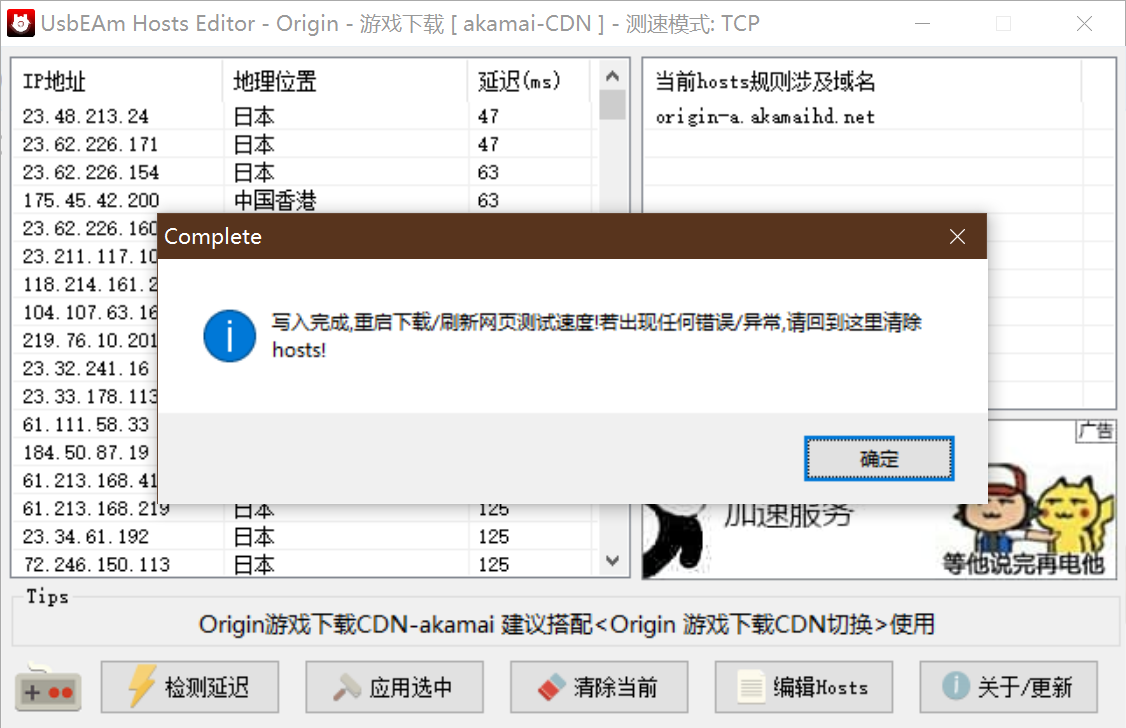 UsbEAm Hosts Editor - Origin - 游戏下载 [ akamai-CDN ] - 测速模式: TCP
IP地址 地理位置 延迟(ms)
23.48.213.24 日本 47
23.62.226.171 日本 47
23.62.226.154 日本 63
175.45.42.200 中国香港 63
23.62.226.160
23.211.117.10
118.214.161.2
104.107.63.16
219.76.10.201
23.32.241.16
23.33.178.113
61.111.58.33
184.50.87.19
61.213.168.41
61.213.168.219 日本 125
23.34.61.192 日本 125
72.246.150.113 日本 125
当前hosts规则涉及域名
origin-a.akamaihd.net
Complete
写入完成,重启下载/刷新网页测试速度!若出现任何错误/异常,请回到这里清除
hosts!
确定
广告
加速服务
等他说完再电他
Tips
Origin游戏下载CDN-akamai 建议搭配<Origin 游戏下载CDN切换>使用
检测延迟 应用选中 清除当前 编辑Hosts 关于/更新